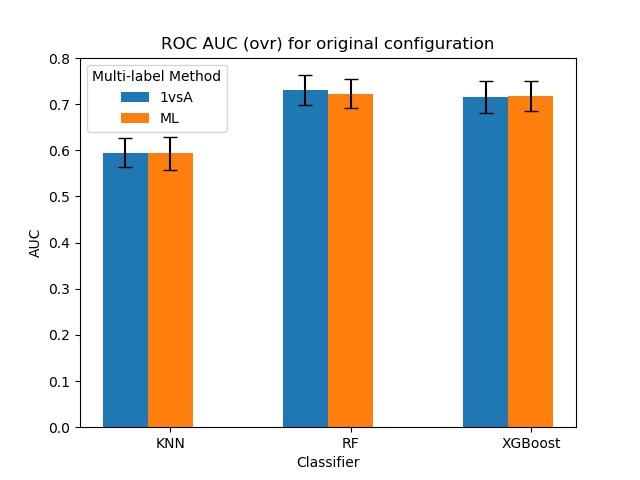 ROC AUC (ovr) for original configuration
Multi-label Method
1vsA
ML
AUC
0.8
0.7
0.6
0.5
0.4
0.3
0.2
0.1
0.0
KNN RF XGBoost
Classifier